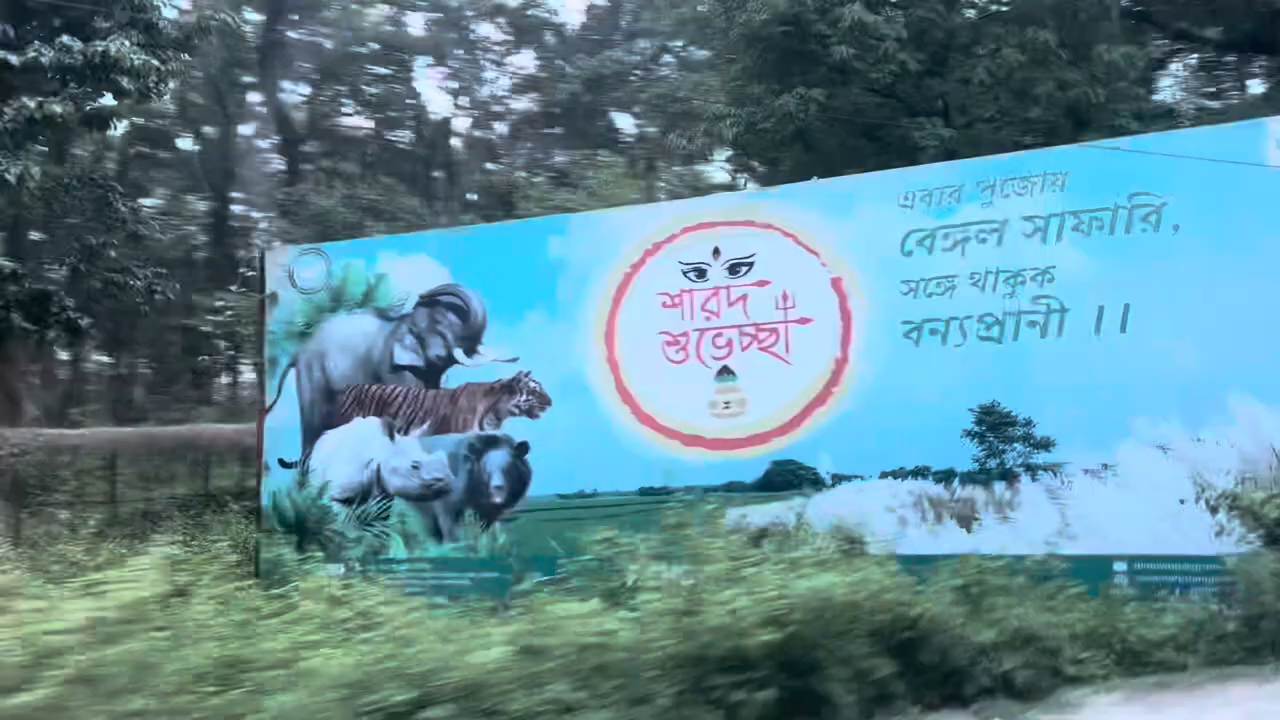 শারদ
শুভেচ্ছা
এবার পুজোয়
বেঙ্গল সাফারি,
সঙ্গে থাকুক
বন্যপ্রানী ।।